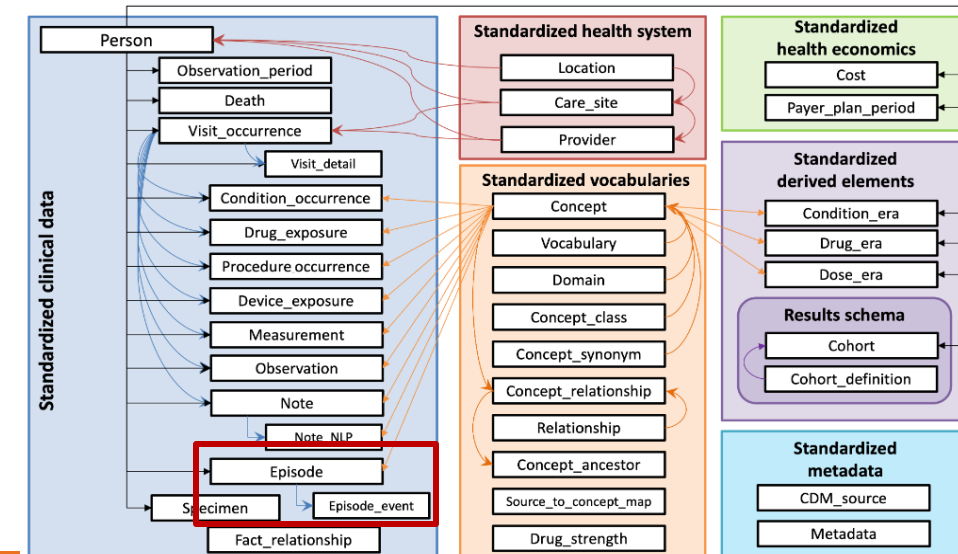 Standardized clinical data
Person
Observation_period
Death
Visit_occurrence
Visit_detail
Condition_occurrence
Drug_exposure
Procedure occurrence
Device_exposure
Measurement
Observation
Note
Note_NLP
Episode
Episode_event
Specimen
Fact_relationship
Standardized health system
Location
Care_site
Provider
Standardized vocabularies
Concept
Vocabulary
Domain
Concept_class
Concept_synonym
Concept_relationship
Relationship
Concept_ancestor
Source_to_concept_map
Drug_strength
Standardized
health economics
Cost
Payer_plan_period
Standardized
derived elements
Condition_era
Drug_era
Dose_era
Results schema
Cohort
Cohort_definition
Standardized
metadata
CDM_source
Metadata